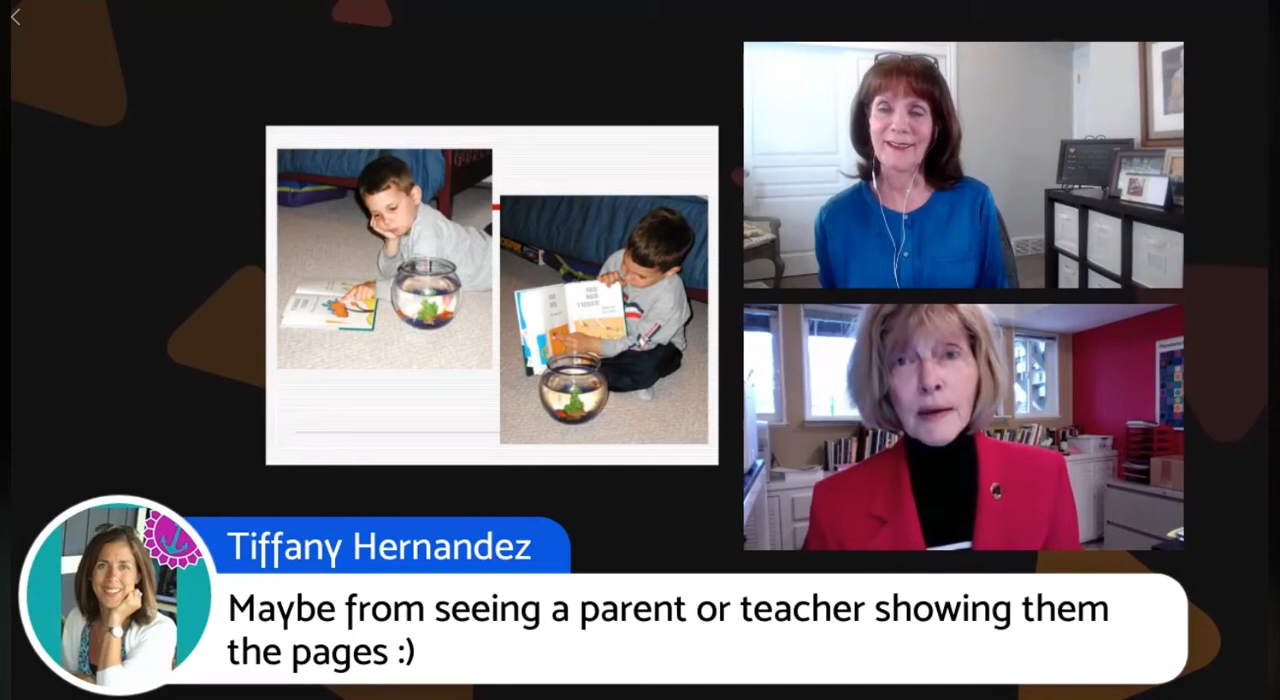 Tiffany Hernandez
Maybe from seeing a parent or teacher showing them
the pages :)